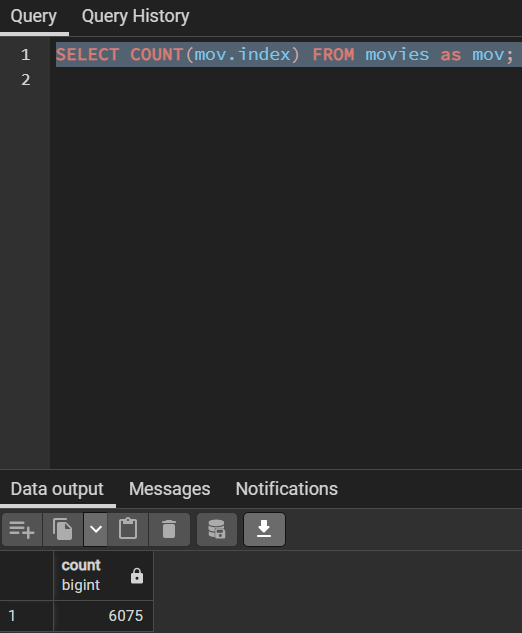 Query Query History
1 SELECT COUNT(mov.index) FROM movies as mov;
2
Data output Messages Notifications
count
bigint
1 6075